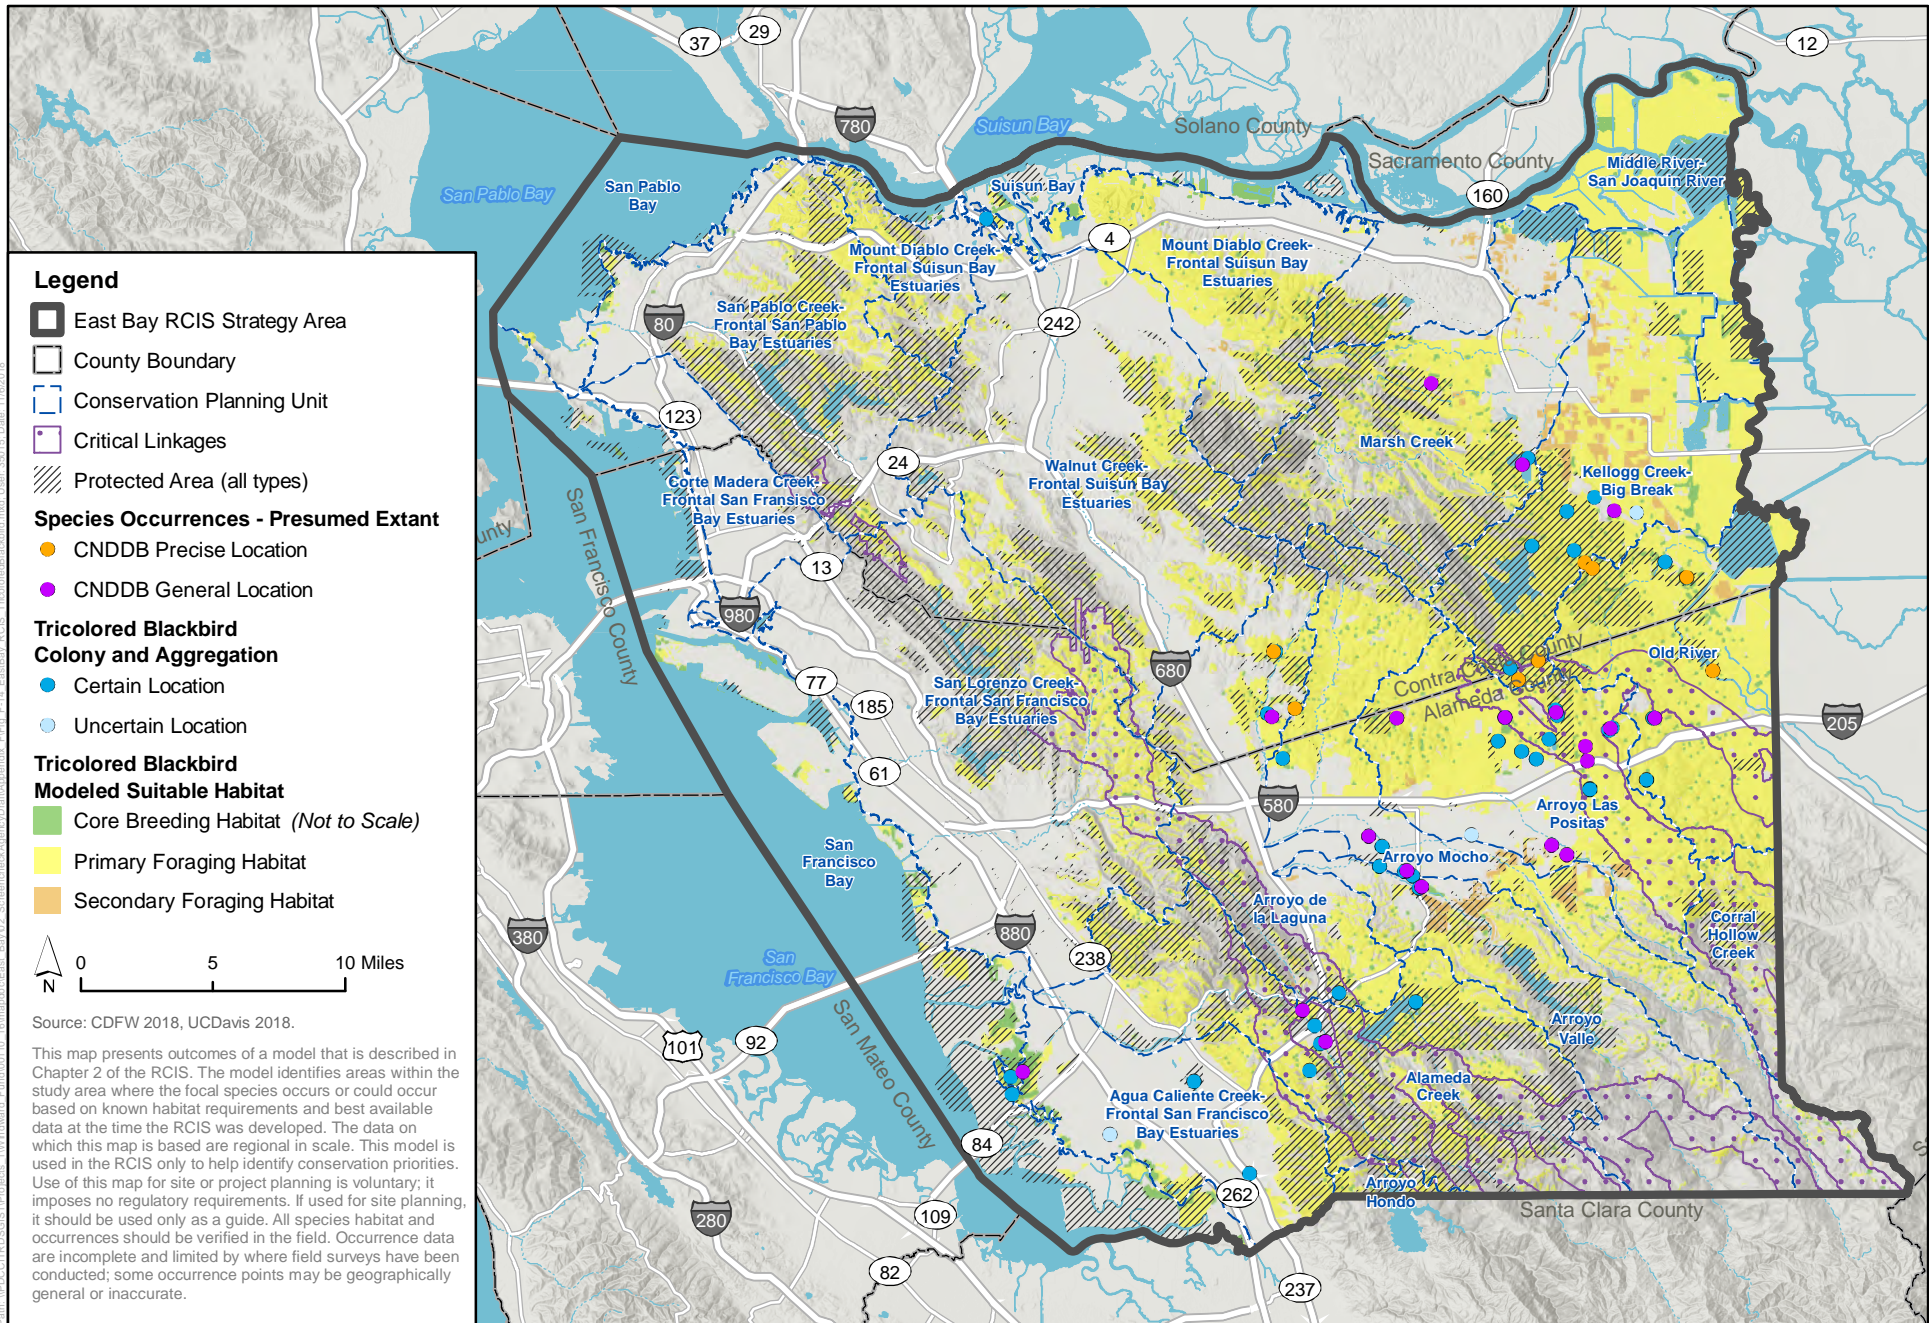 37
29
12
780
Suisun Bay
Solano County
Sacramento County
160
Middle River-
San Joaquin River
San Pablo Bay
San Pablo
Bay
Suisun Bay
4
Mount Diablo Creek-
Frontal Suisun Bay
Estuaries
Mount Diablo Creek-
Frontal Suisun Bay
Estuaries
San Pablo Creek-
Frontal San Pablo
Bay Estuaries
80
242
123
24
Marsh Creek
Kellogg Creek-
Big Break
Walnut Creek-
Frontal Suisun Bay
Estuaries
Corte Madera Creek-
Frontal San Fransisco
Bay Estuaries
unty
San Francisco County
13
980
Contra Costa County
Alameda County
Old River
680
77
185
San Lorenzo Creek-
Frontal San Francisco
Bay Estuaries
205
61
580
Arroyo Las
Positas
San
Francisco
Bay
Arroyo Mocho
Arroyo de
la Laguna
Corral
Hollow
Creek
380
880
238
San
Francisco Bay
San Mateo County
101
92
Arroyo
Valle
Alameda
Creek
Agua Caliente Creek-
Frontal San Francisco
Bay Estuaries
84
262
Arroyo
Hondo
Santa Clara County
280
109
82
237
Legend
East Bay RCIS Strategy Area
County Boundary
Conservation Planning Unit
Critical Linkages
Protected Area (all types)
Species Occurrences - Presumed Extant
CNDDB Precise Location
CNDDB General Location
Tricolored Blackbird
Colony and Aggregation
Certain Location
Uncertain Location
Tricolored Blackbird
Modeled Suitable Habitat
Core Breeding Habitat (Not to Scale)
Primary Foraging Habitat
Secondary Foraging Habitat
N
0 5 10 Miles
Source: CDFW 2018, UCDavis 2018.
This map presents outcomes of a model that is described in
Chapter 2 of the RCIS. The model identifies areas within the
study area where the focal species occurs or could occur
based on known habitat requirements and best available
data at the time the RCIS was developed. The data on
which this map is based are regional in scale. This model is
used in the RCIS only to help identify conservation priorities.
Use of this map for site or project planning is voluntary; it
imposes no regulatory requirements. If used for site planning,
it should be used only as a guide. All species habitat and
occurrences should be verified in the field. Occurrence data
are incomplete and limited by where field surveys have been
conducted; some occurrence points may be geographically
general or inaccurate.